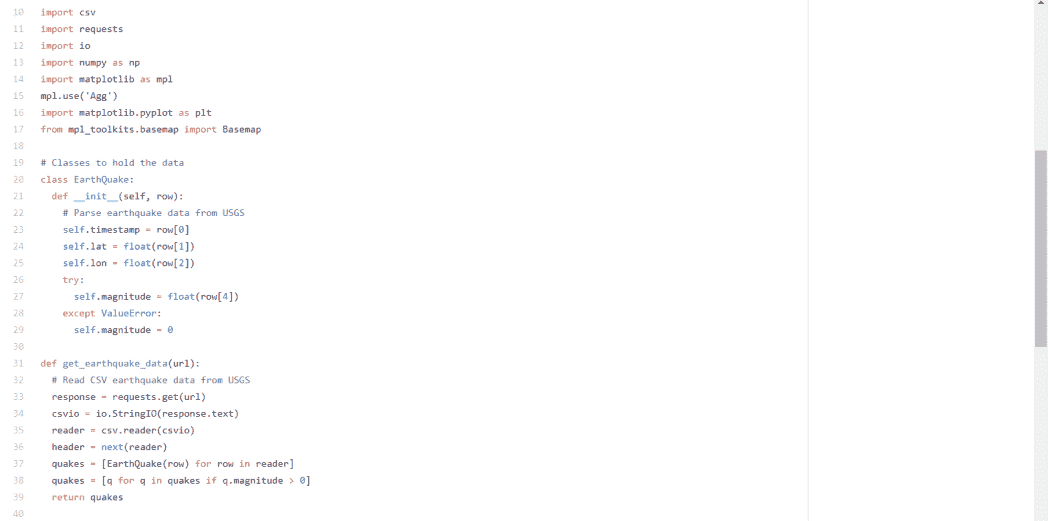 10 import csv
11 import requests
12 import io
13 import numpy as np
14 import matplotlib as mpl
15 mpl.use('Agg')
16 import matplotlib.pyplot as plt
17 from mpl_toolkits.basemap import Basemap
18
19 # Classes to hold the data
20 class EarthQuake:
21   def __init__(self, row):
22     # Parse earthquake data from USGS
23     self.timestamp = row[0]
24     self.lat = float(row[1])
25     self.lon = float(row[2])
26     try:
27       self.magnitude = float(row[4])
28     except ValueError:
29       self.magnitude = 0
30
31 def get_earthquake_data(url):
32   # Read CSV earthquake data from USGS
33   response = requests.get(url)
34   csvio = io.StringIO(response.text)
35   reader = csv.reader(csvio)
36   header = next(reader)
37   quakes = [EarthQuake(row) for row in reader]
38   quakes = [q for q in quakes if q.magnitude > 0]
39   return quakes
40